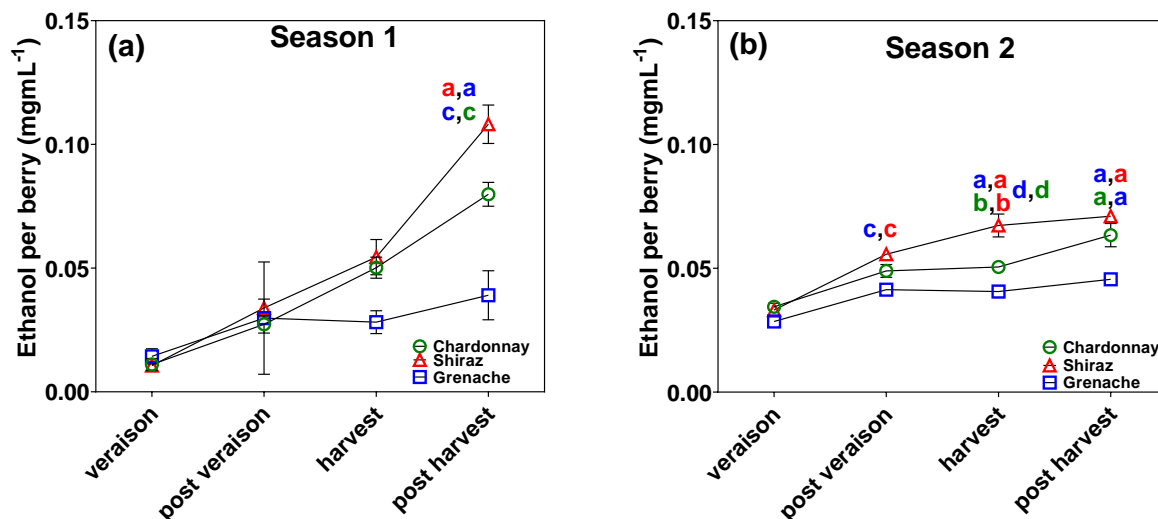 (a)
Season 1
Ethanol per berry (mgmL⁻¹)
0.15
0.10
0.05
0.00
a,a
c,c
Chardonnay
Shiraz
Grenache
veraison
post veraison
harvest
post harvest
(b)
Season 2
Ethanol per berry (mgmL⁻¹)
0.15
0.10
0.05
0.00
c,c
a,a
d,d
b,b
a,a
a,a
Chardonnay
Shiraz
Grenache
veraison
post veraison
harvest
post harvest